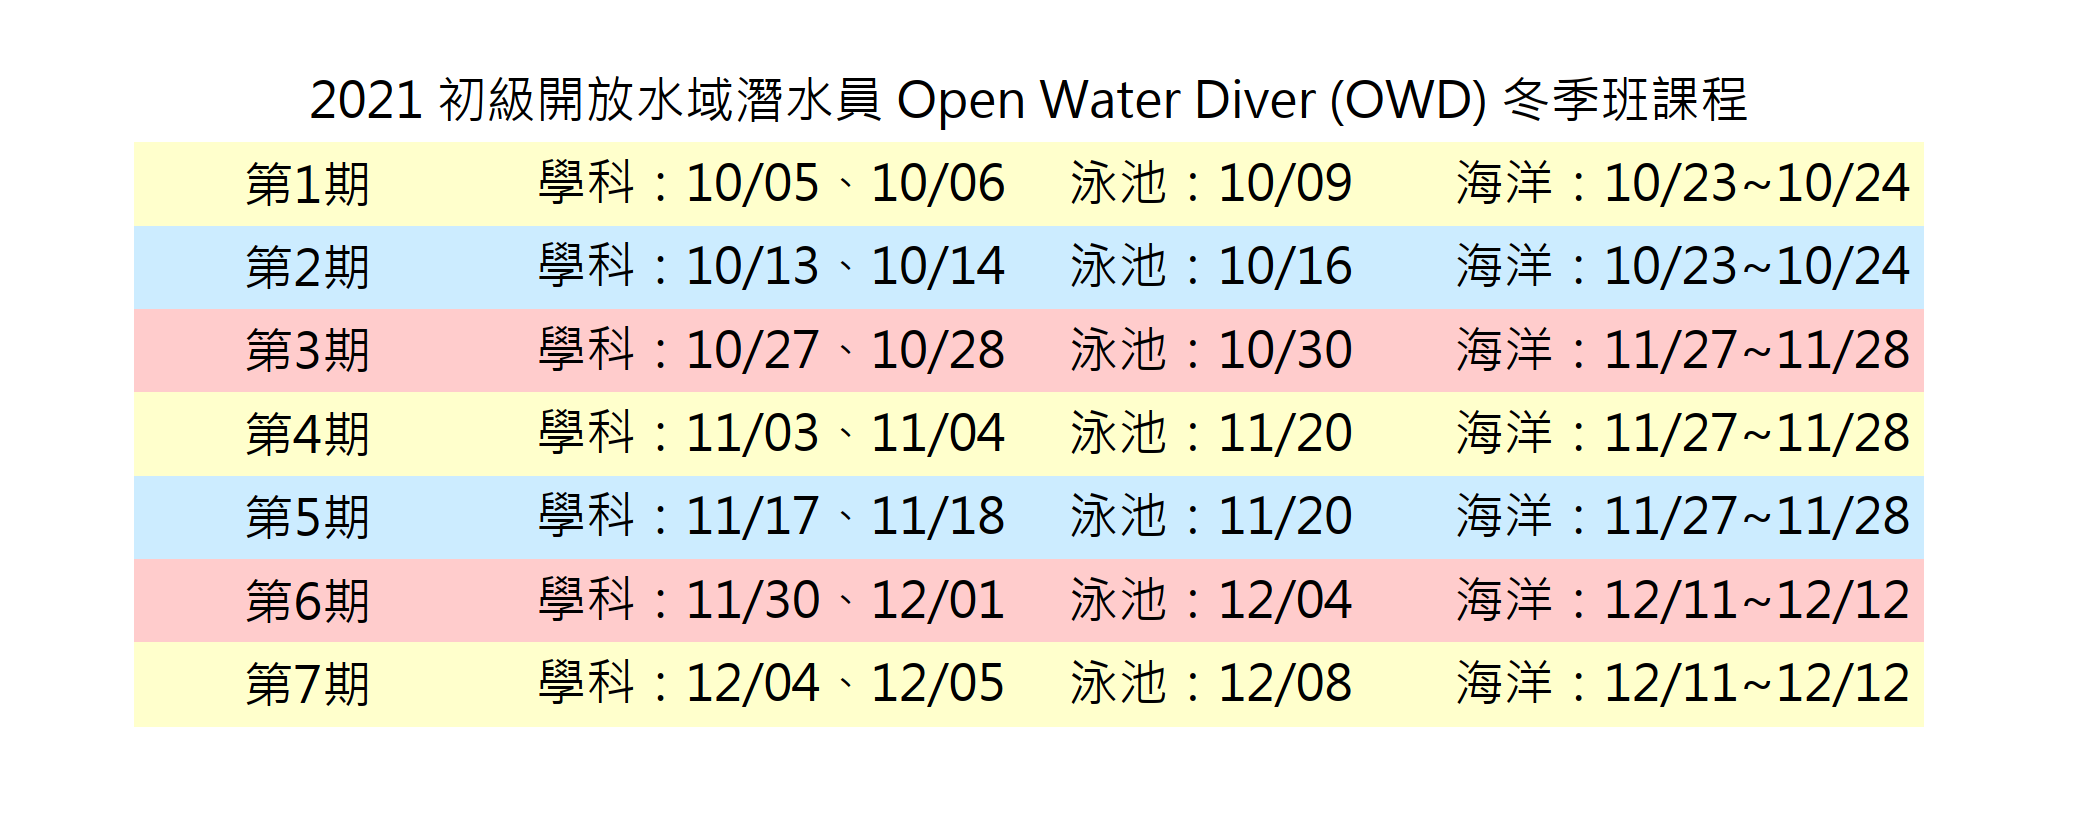 2021 初級開放水域潛水員 Open Water Diver (OWD) 冬季班課程
第1期 學科：10/05、10/06 泳池：10/09 海洋：10/23~10/24
第2期 學科：10/13、10/14 泳池：10/16 海洋：10/23~10/24
第3期 學科：10/27、10/28 泳池：10/30 海洋：11/27~11/28
第4期 學科：11/03、11/04 泳池：11/20 海洋：11/27~11/28
第5期 學科：11/17、11/18 泳池：11/20 海洋：11/27~11/28
第6期 學科：11/30、12/01 泳池：12/04 海洋：12/11~12/12
第7期 學科：12/04、12/05 泳池：12/08 海洋：12/11~12/12